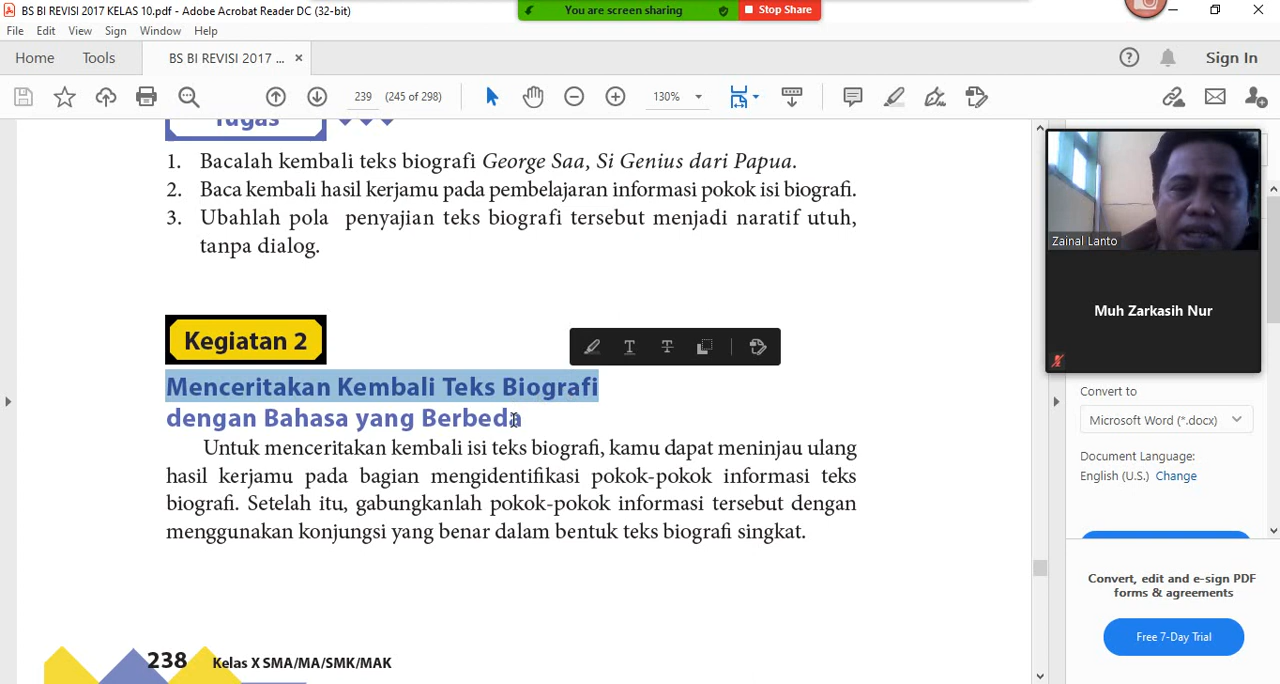 BS BI REVISI 2017 KELAS 10.pdf - Adobe Acrobat Reader DC (32-bit)
You are screen sharing
Stop Share
File Edit View Sign Window Help
Home Tools BS BI REVISI 2017 ... × Sign In
239 (245 of 298) 130%
Tugas
1. Bacalah kembali teks biografi George Saa, Si Genius dari Papua.
2. Baca kembali hasil kerjamu pada pembelajaran informasi pokok isi biografi.
3. Ubahlah pola penyajian teks biografi tersebut menjadi naratif utuh,
tanpa dialog.
Kegiatan 2
Menceritakan Kembali Teks Biografi
dengan Bahasa yang Berbeda
Untuk menceritakan kembali isi teks biografi, kamu dapat meninjau ulang
hasil kerjamu pada bagian mengidentifikasi pokok-pokok informasi teks
biografi. Setelah itu, gabungkanlah pokok-pokok informasi tersebut dengan
menggunakan konjungsi yang benar dalam bentuk teks biografi singkat.
238 Kelas X SMA/MA/SMK/MAK
Zainal Lanto
Muh Zarkasih Nur
Convert to
Microsoft Word (*.docx)
Document Language:
English (U.S.) Change
Convert, edit and e-sign PDF
forms & agreements
Free 7-Day Trial